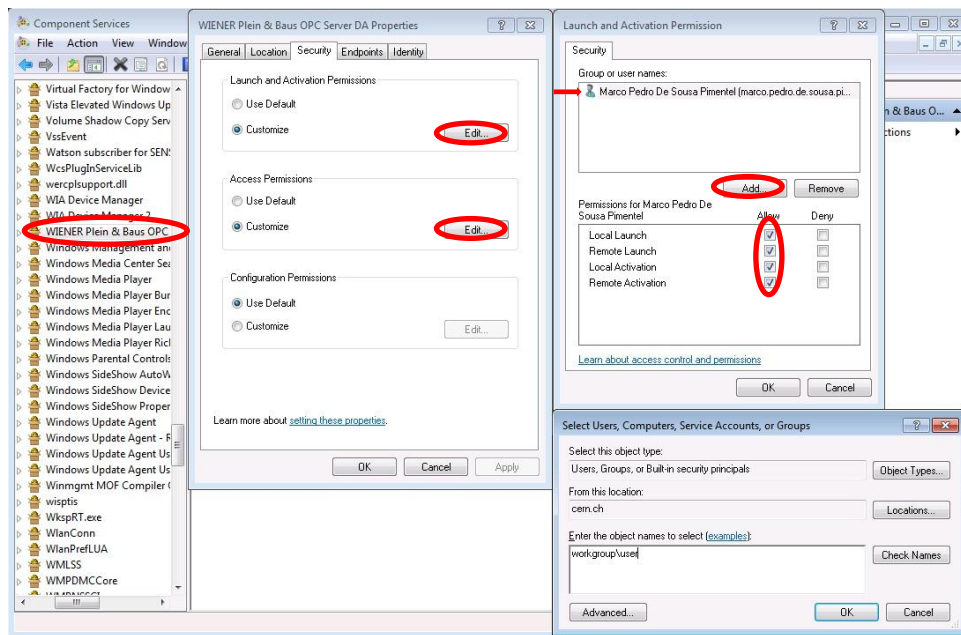 Component Services
File Action View Window
Virtual Factory for Window
Vista Elevated Windows Up
Volume Shadow Copy Serv
VssEvent
Watson subscriber for SEN
WcsPlugInServiceLib
wercplsupport.dll
WIA Device Manager
WIA Device Manager 2
WIENER Plein & Baus OPC
Windows Management and
Windows Media Center Sea
Windows Media Player
Windows Media Player Bur
Windows Media Player Enc
Windows Media Player Lau
Windows Media Player Ricl
Windows Parental Controls
Windows SideShow AutoW
Windows SideShow Device
Windows SideShow Proper
Windows Update Agent
Windows Update Agent - R
Windows Update Agent Us
Windows Update Agent Us
Winmgmt MOF Compiler (
wisptis
WkspRT.exe
WlanConn
WlanPrefLUA
WMLSS
WMPDMCCore
WMPNSSCI
WIENER Plein & Baus OPC Server DA Properties
General Location Security Endpoints Identity
Launch and Activation Permissions
Use Default
Customize Edit...
Access Permissions
Use Default
Customize Edit...
Configuration Permissions
Use Default
Customize Edit...
Learn more about setting these properties.
OK Cancel Apply
Launch and Activation Permission
Security
Group or user names:
Marco Pedro De Sousa Pimentel (marco.pedro.de.sousa.pi...
Add... Remove
Permissions for Marco Pedro De
Sousa Pimentel Allow Deny
Local Launch
Remote Launch
Local Activation
Remote Activation
Learn about access control and permissions
OK Cancel
n & Baus O...
ctions
Select Users, Computers, Service Accounts, or Groups
Select this object type:
Users, Groups, or Built-in security principals Object Types...
From this location:
cern.ch Locations...
Enter the object names to select (examples):
workgroup\user Check Names
Advanced... OK Cancel